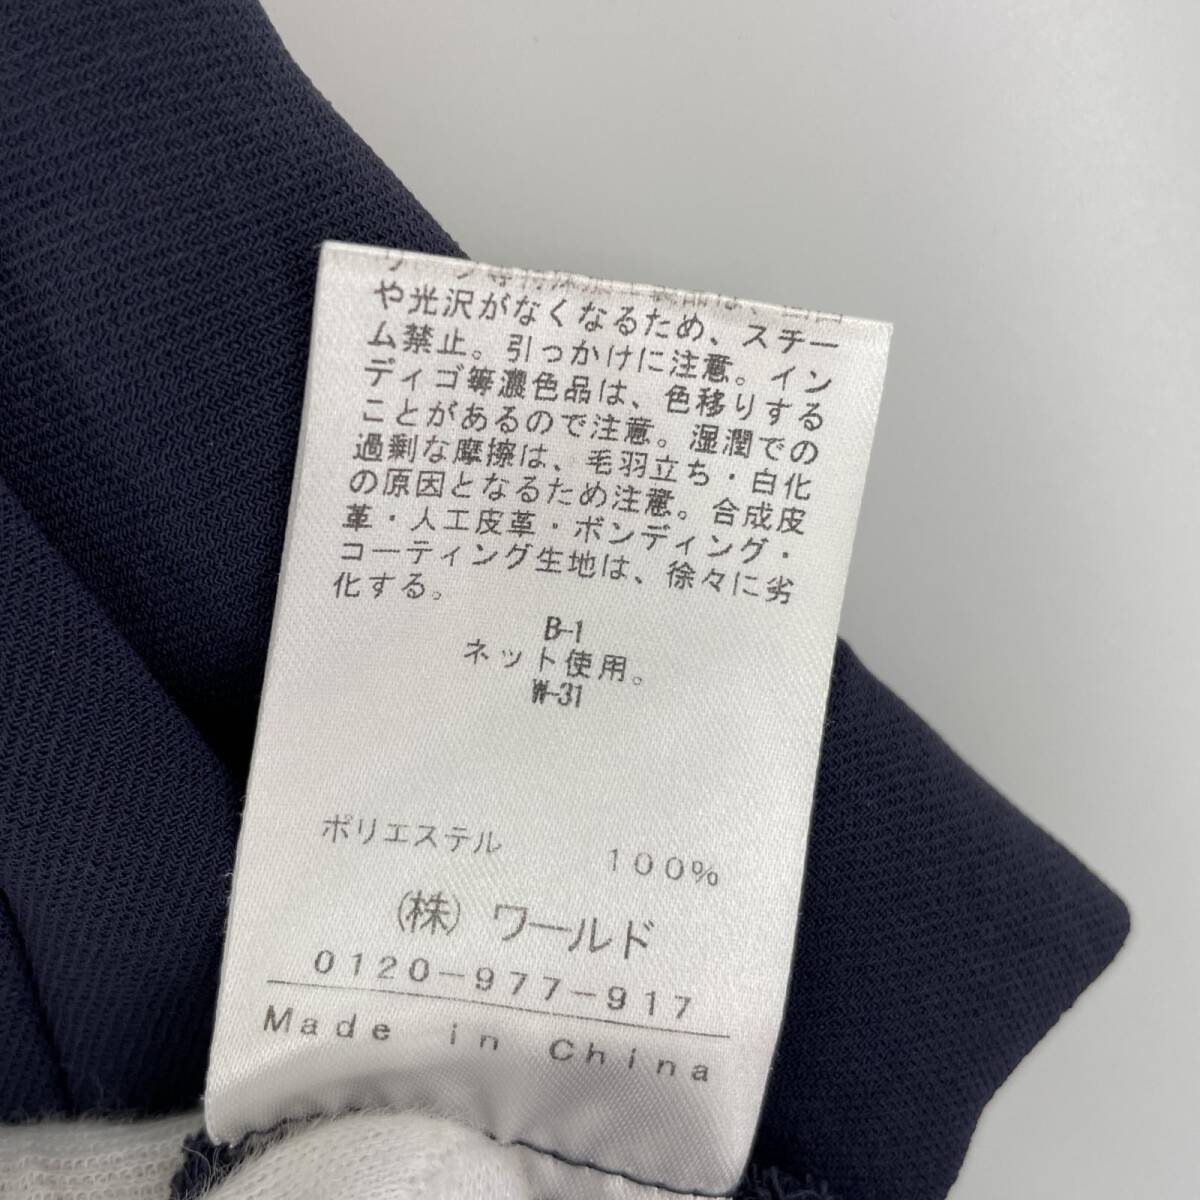 や光沢がなくなるため、スチー
ム禁止。引っかけに注意。イン
ディゴ等濃色品は、色移りする
ことがあるので注意。湿潤での
過剰な摩擦は、毛羽立ち・白化
の原因となるため注意。合成皮
革・人工皮革・ボンディング・
コーティング生地は、徐々に劣
化する。
B-1
ネット使用。
W-31
ポリエステル 100%
(株) ワールド
0120-977-917
Made in China